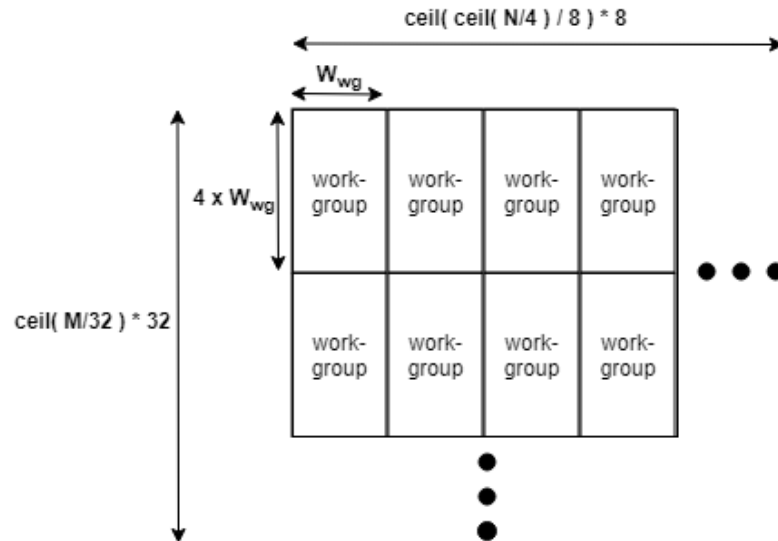 ceil( ceil( N/4 ) / 8 ) * 8
Wwg
4 x Wwg
work-
group
work-
group
work-
group
work-
group
ceil( M/32 ) * 32
work-
group
work-
group
work-
group
work-
group